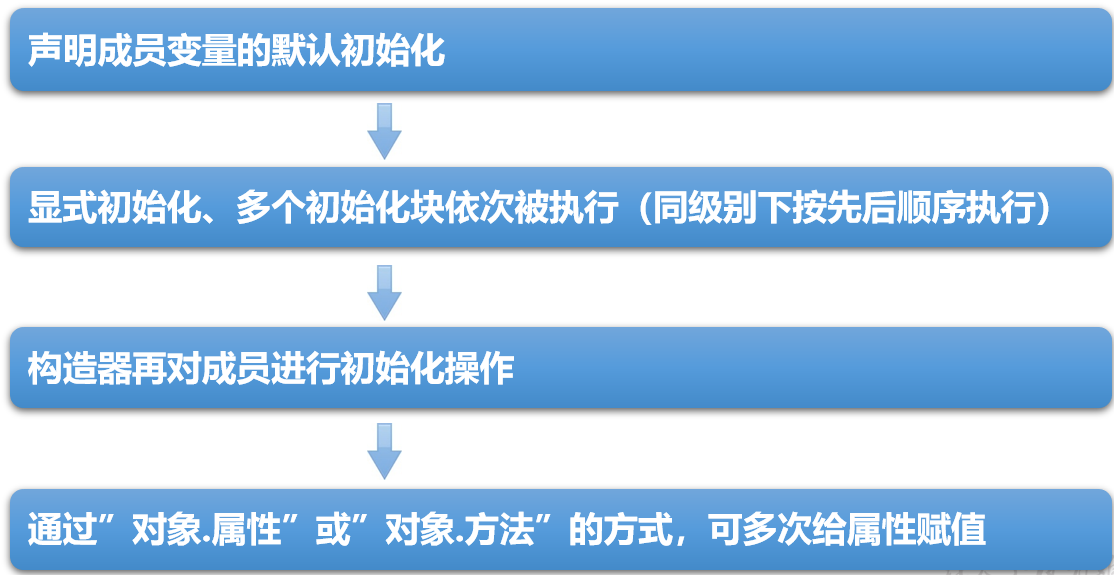 声明成员变量的默认初始化
显式初始化、多个初始化块依次被执行（同级别下按先后顺序执行）
构造器再对成员进行初始化操作
通过”对象.属性”或”对象.方法”的方式，可多次给属性赋值